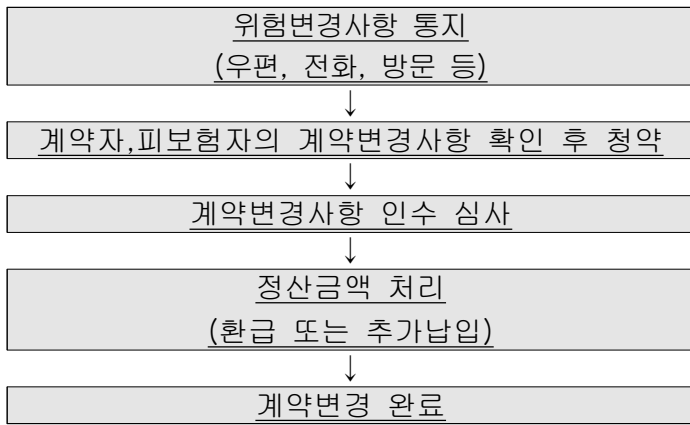 위험변경사항 통지
(우편, 전화, 방문 등)
↓
계약자,피보험자의 계약변경사항 확인 후 청약
↓
계약변경사항 인수 심사
↓
정산금액 처리
(환급 또는 추가납입)
↓
계약변경 완료